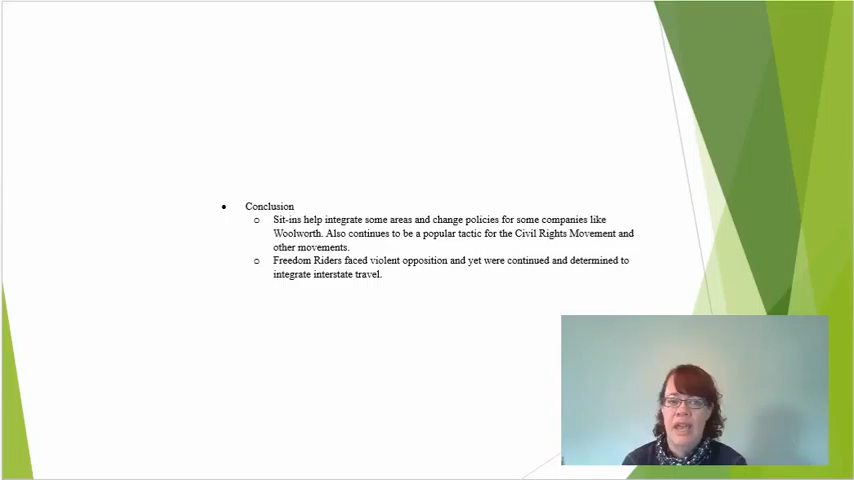 • Conclusion
o Sit-ins help integrate some areas and change policies for some companies like
Woolworth. Also continues to be a popular tactic for the Civil Rights Movement and
other movements.
o Freedom Riders faced violent opposition and yet were continued and determined to
integrate interstate travel.